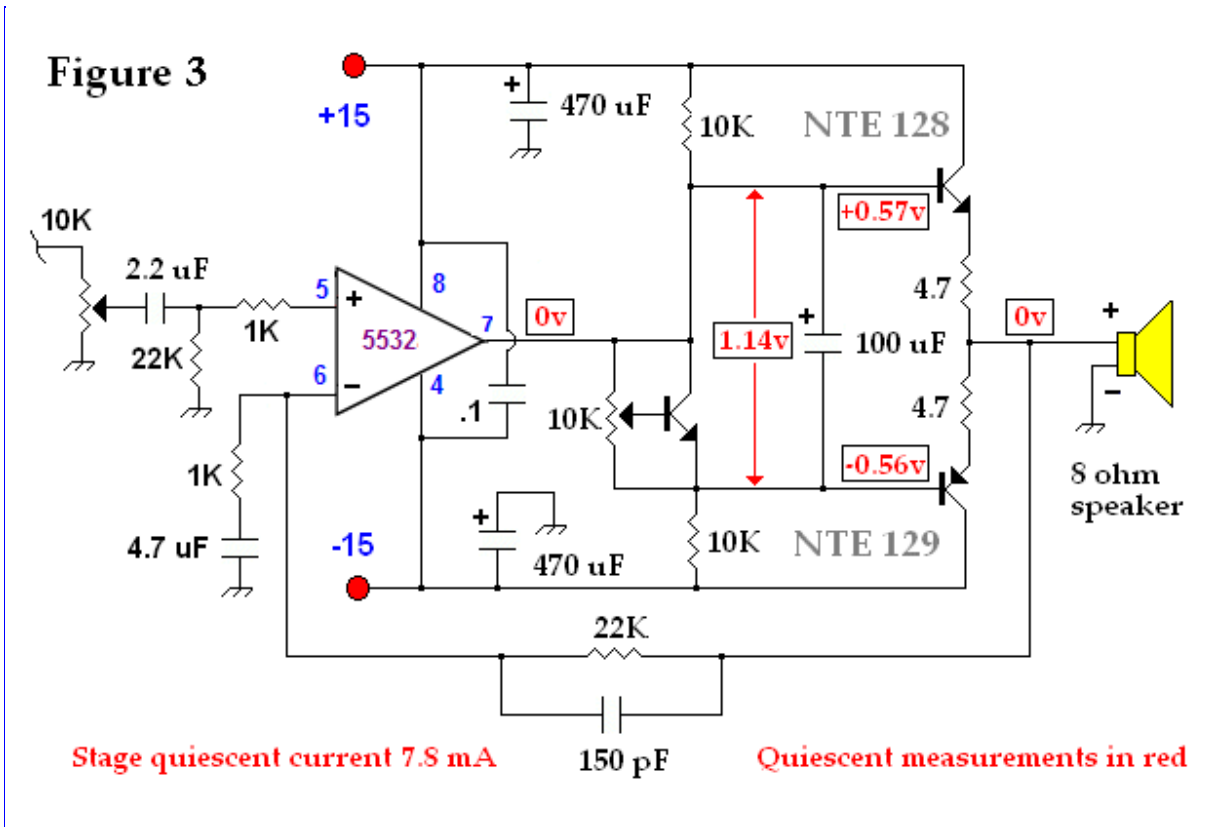 Figure 3
+15
470 uF
10K
NTE 128
10K
+0.57v
2.2 uF
5
8
4.7
+
1K
5532
7
0v
1.14v
+
100 uF
0v
+
22K
6
−
4
.1
10K
4.7
−
1K
-0.56v
8 ohm
speaker
4.7 uF
-15
+
470 uF
10K
NTE 129
22K
150 pF
Stage quiescent current 7.8 mA
Quiescent measurements in red